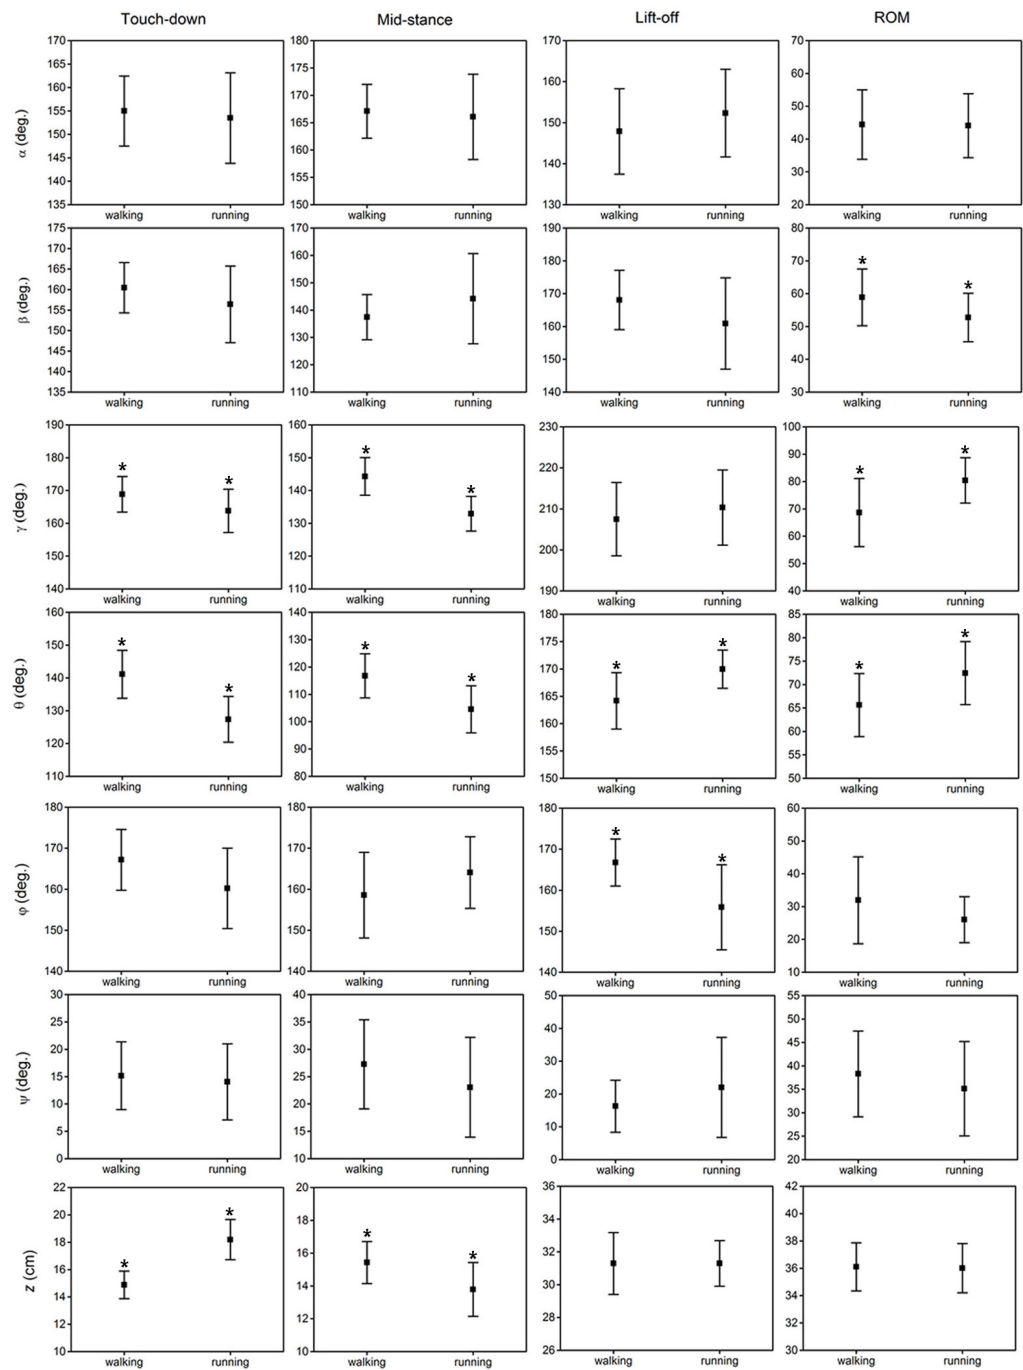 Touch-down Mid-stance Lift-off ROM
170 180 170 70
165 175 160 60
160 170 150 50
155 165 140 40
150 160 130 30
145 155 20
140 150
135
α (deg.)
walking running walking running walking running walking running
175 170 190 80
170 160 180 70
165 150 170 60
160 140 160 50
155 130 150 40
150 120 140 30
145 110
140
135
β (deg.)
* *
walking running walking running walking running walking running
190 160 230 100
180 150 220 90
170 140 210 80
160 130 200 70
150 120 190 60
140 110 50
40
γ (deg.)
* * * * * *
walking running walking running walking running walking running
160 140 180 85
150 130 175 80
140 120 170 75
130 110 165 70
120 100 160 65
110 90 155 60
80 150 55
50
θ (deg.)
* * * * * * * *
walking running walking running walking running walking running
180 180 180 60
170 170 170 50
160 160 160 40
150 150 150 30
140 140 140 20
10
φ (deg.)
* *
walking running walking running walking running walking running
30 40 50 55
25 35 40 50
20 30 30 45
15 25 20 40
10 20 10 35
5 15 0 30
0 10 25
20
ψ (deg.)
walking running walking running walking running walking running
22 20 36 42
20 18 34 40
18 16 32 38
16 14 30 36
14 12 28 34
12 10 26 32
10 30
z (cm)
* * * *
walking running walking running walking running walking running